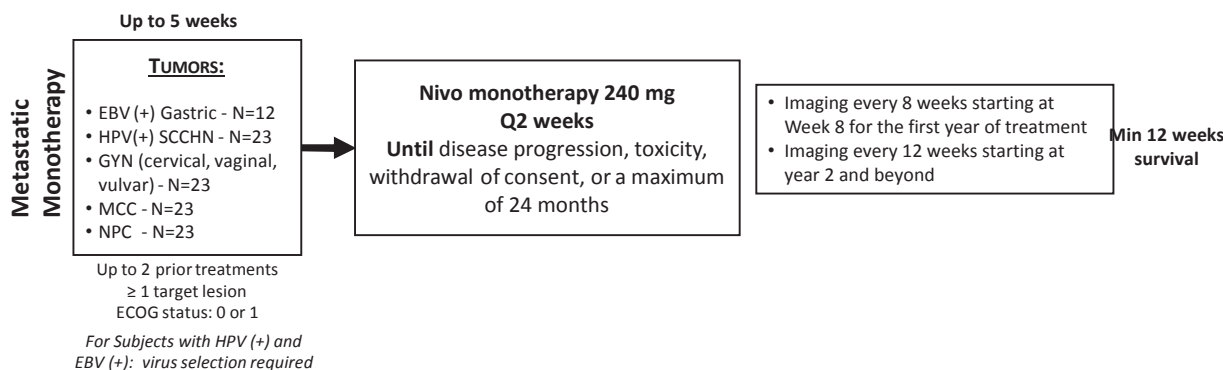 Up to 5 weeks
Metastatic
Monotherapy
TUMORS:
• EBV (+) Gastric - N=12
• HPV(+) SCCHN - N=23
• GYN (cervical, vaginal,
vulvar) - N=23
• MCC - N=23
• NPC - N=23
Up to 2 prior treatments
≥ 1 target lesion
ECOG status: 0 or 1
For Subjects with HPV (+) and
EBV (+): virus selection required
Nivo monotherapy 240 mg
Q2 weeks
Until disease progression, toxicity,
withdrawal of consent, or a maximum
of 24 months
• Imaging every 8 weeks starting at
Week 8 for the first year of treatment
• Imaging every 12 weeks starting at
year 2 and beyond
Min 12 weeks
survival